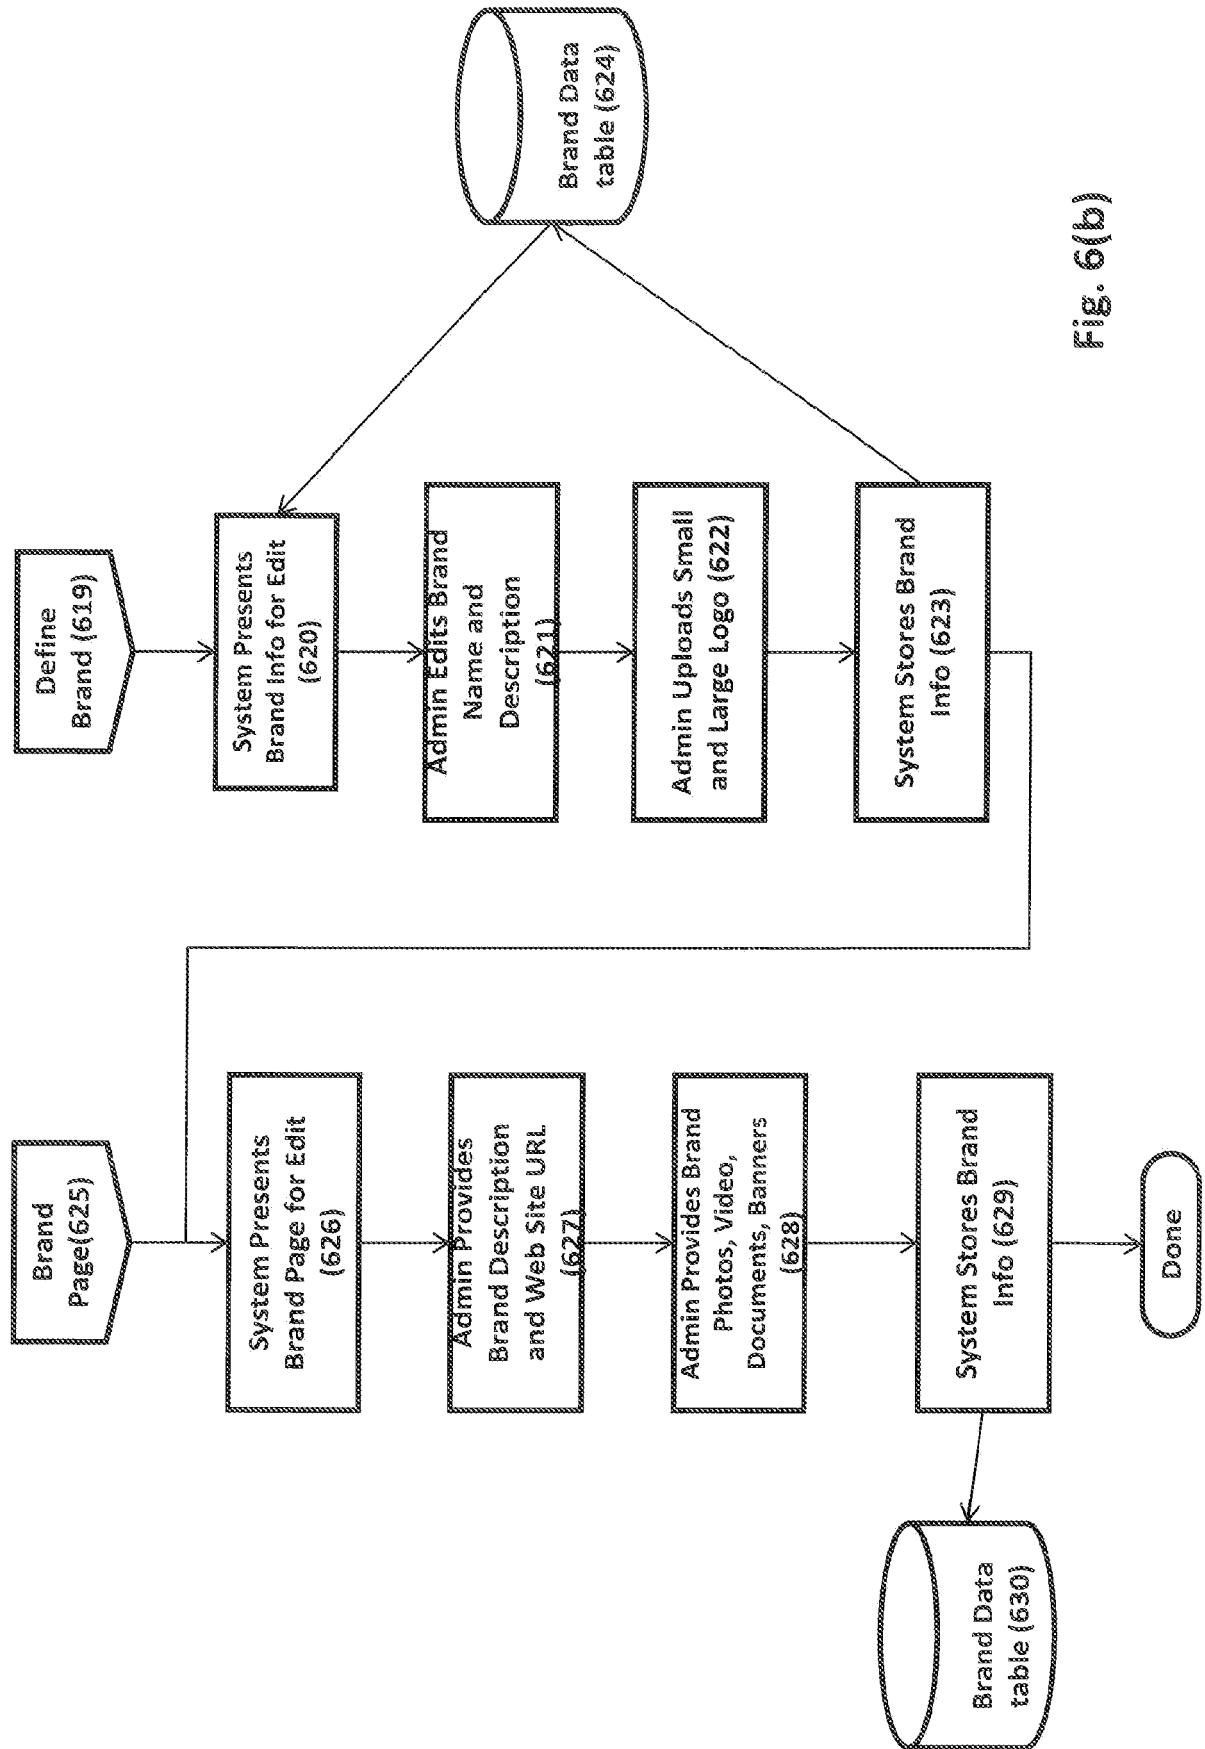 Brand
Page(625)
System Presents
Brand Page for Edit
(626)
Admin Provides
Brand Description
and Web Site URL
(627)
Admin Provides Brand
Photos, Video,
Documents, Banners
(628)
System Stores Brand
Info (629)
Done
Brand Data
table (630)
Define
Brand (619)
System Presents
Brand Info for Edit
(620)
Admin Edits Brand
Name and
Description
(621)
Admin Uploads Small
and Large Logo (622)
System Stores Brand
Info (623)
Brand Data
table (624)
Fig. 6(b)